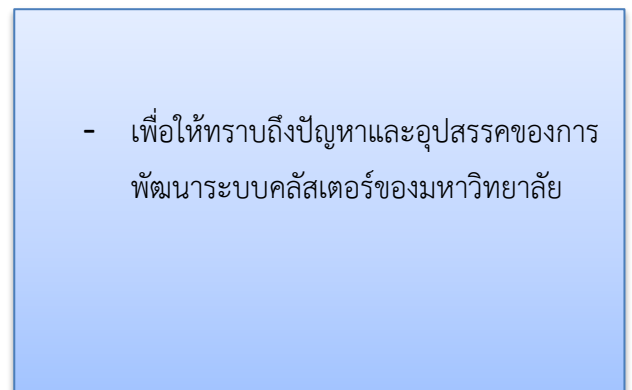 - เพื่อให้ทราบถึงปัญหาและอุปสรรคของการ
พัฒนาระบบคลัสเตอร์ของมหาวิทยาลัย